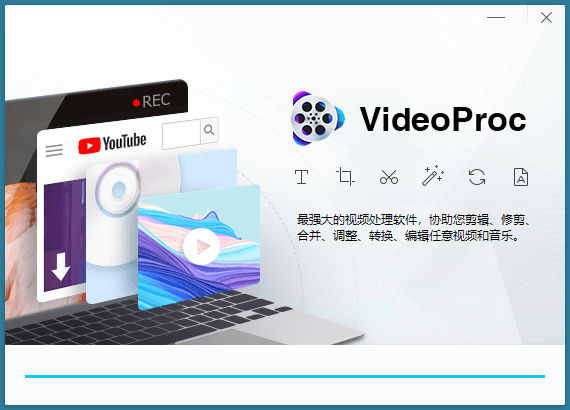 REC
YouTube
VideoProc
最强大的视频处理软件，协助您剪辑、修剪、
合并、调整、转换、编辑任意视频和音乐。